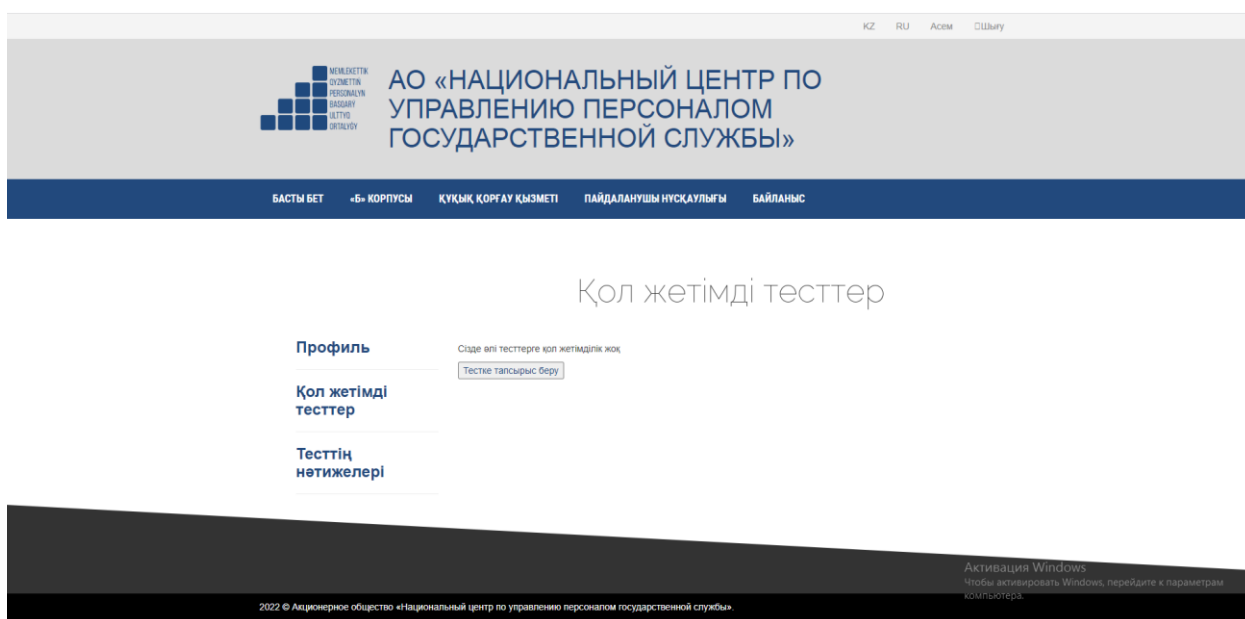 KZ RU Асем Шығу
MEMLEKETTIK
QYZMETTIŃ
PERSONALYN
BASQARY
ULTTYQ
ORTALYǴY
АО «НАЦИОНАЛЬНЫЙ ЦЕНТР ПО
УПРАВЛЕНИЮ ПЕРСОНАЛОМ
ГОСУДАРСТВЕННОЙ СЛУЖБЫ»
БАСТЫ БЕТ «Б» КОРПУСЫ ҚҰҚЫҚ ҚОРҒАУ ҚЫЗМЕТІ ПАЙДАЛАНУШЫ НҰСҚАУЛЫҒЫ БАЙЛАНЫС
Қол жетімді тесттер
Профиль
Сізде әлі тесттерге қол жетімділік жоқ
Тестке тапсырыс беру
Қол жетімді
тесттер
Тесттің
нәтижелері
Активация Windows
Чтобы активировать Windows, перейдите к параметрам
компьютера.
2022 © Акционерное общество «Национальный центр по управлению персоналом государственной службы».